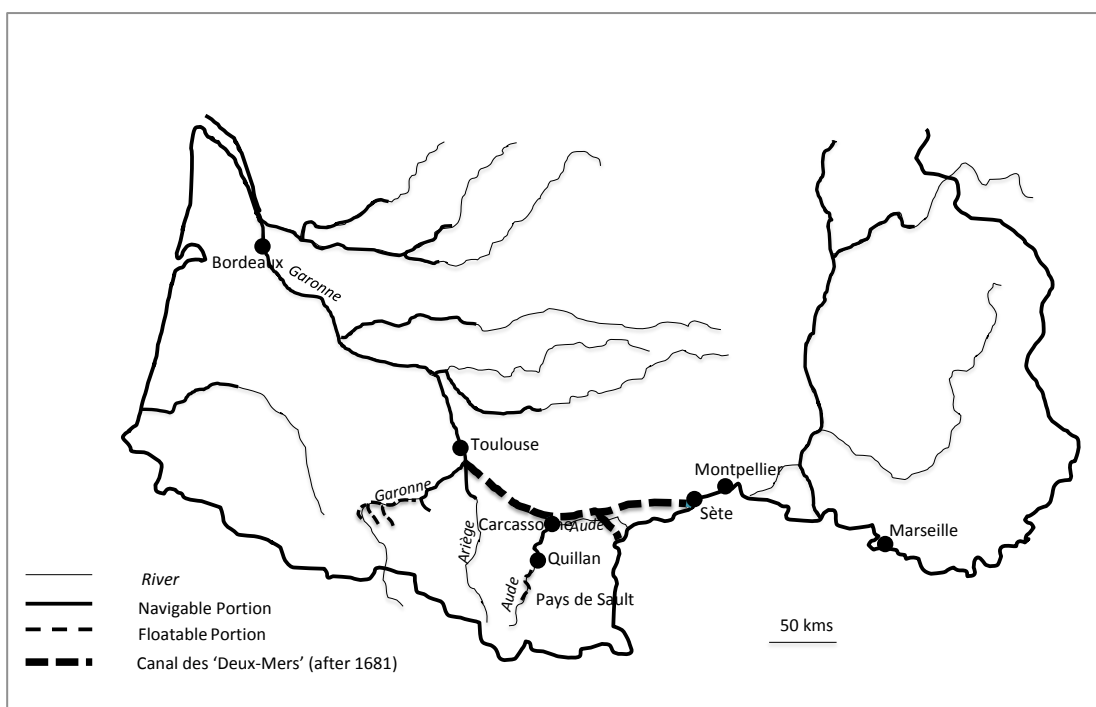 Bordeaux
Garonne
Toulouse
Garonne
Ariège
Carcassonne
Aude
Quillan
Aude
Pays de Sault
Montpellier
Sète
Marseille
River
Navigable Portion
Floatable Portion
Canal des ‘Deux-Mers’ (after 1681)
50 kms